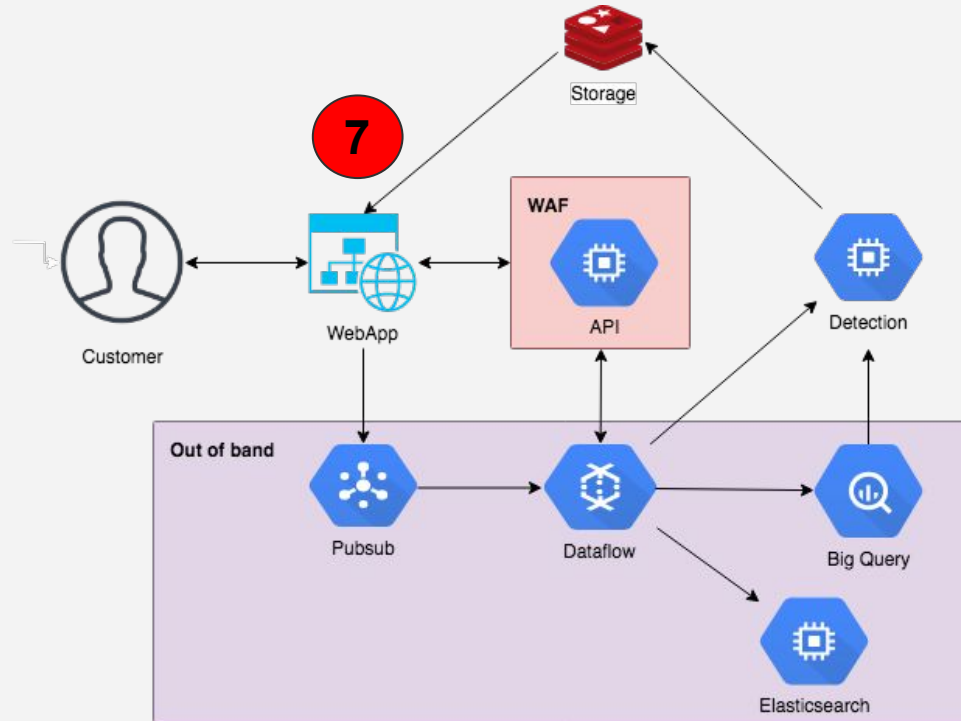 Storage
7
WAF
API
WebApp
Customer
Detection
Out of band
Pubsub
Dataflow
Big Query
Elasticsearch